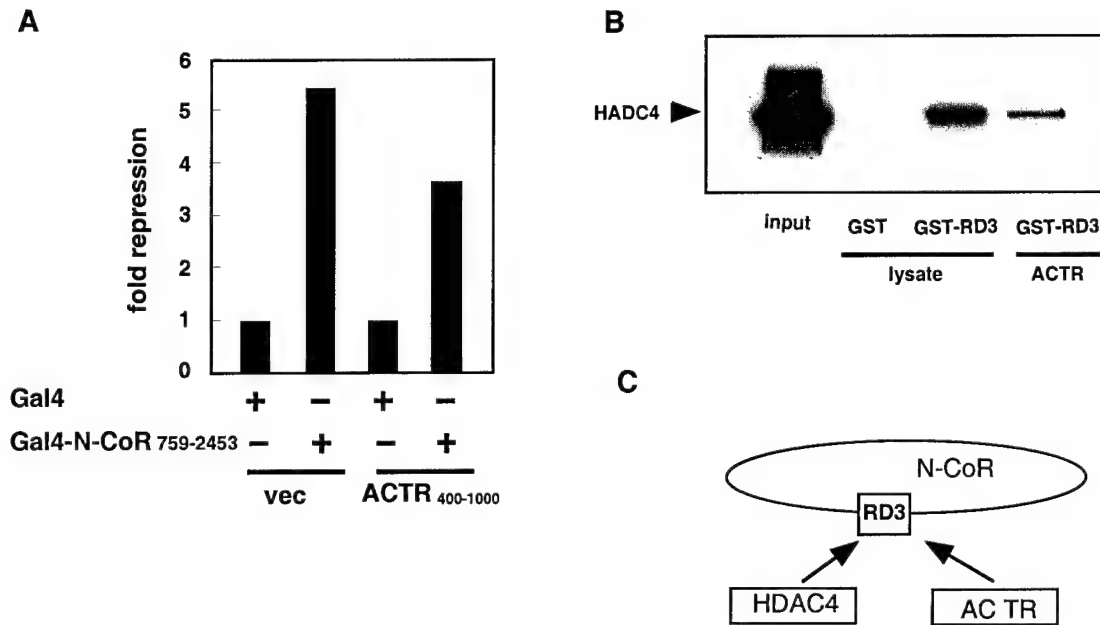 A
6
5
4
3
2
1
0
fold repression
Gal4 + − + −
Gal4-N-CoR 759-2453 − + − +
vec ACTR 400-1000
B
HADC4
input GST GST-RD3 GST-RD3
lysate ACTR
C
N-CoR
RD3
HDAC4 AC TR